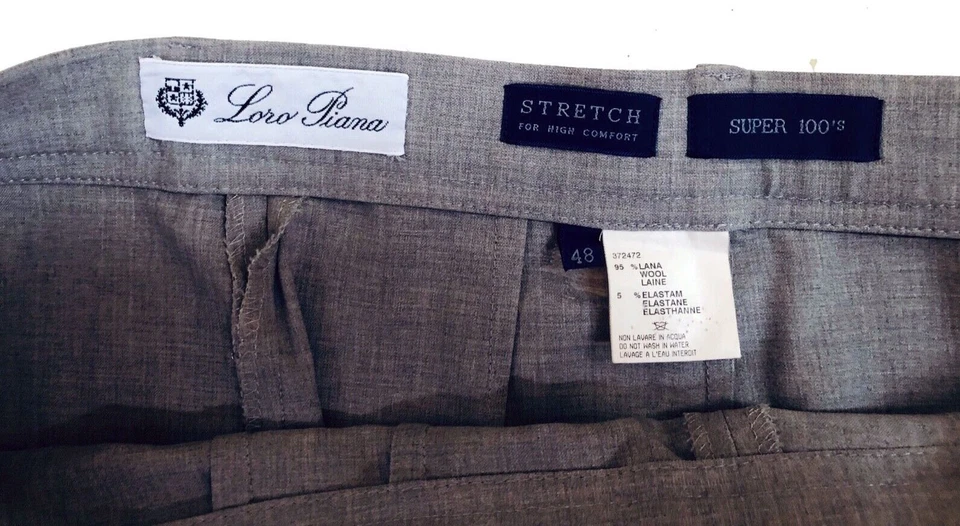 Loro Piana
STRETCH
FOR HIGH COMFORT
SUPER 100's
48
372472
95 % LANA
WOOL
LAINE
5 % ELASTAM
ELASTANE
ELASTHANNE
NON LAVARE IN ACQUA
DO NOT WASH IN WATER
LAVAGE A L'EAU INTERDIT